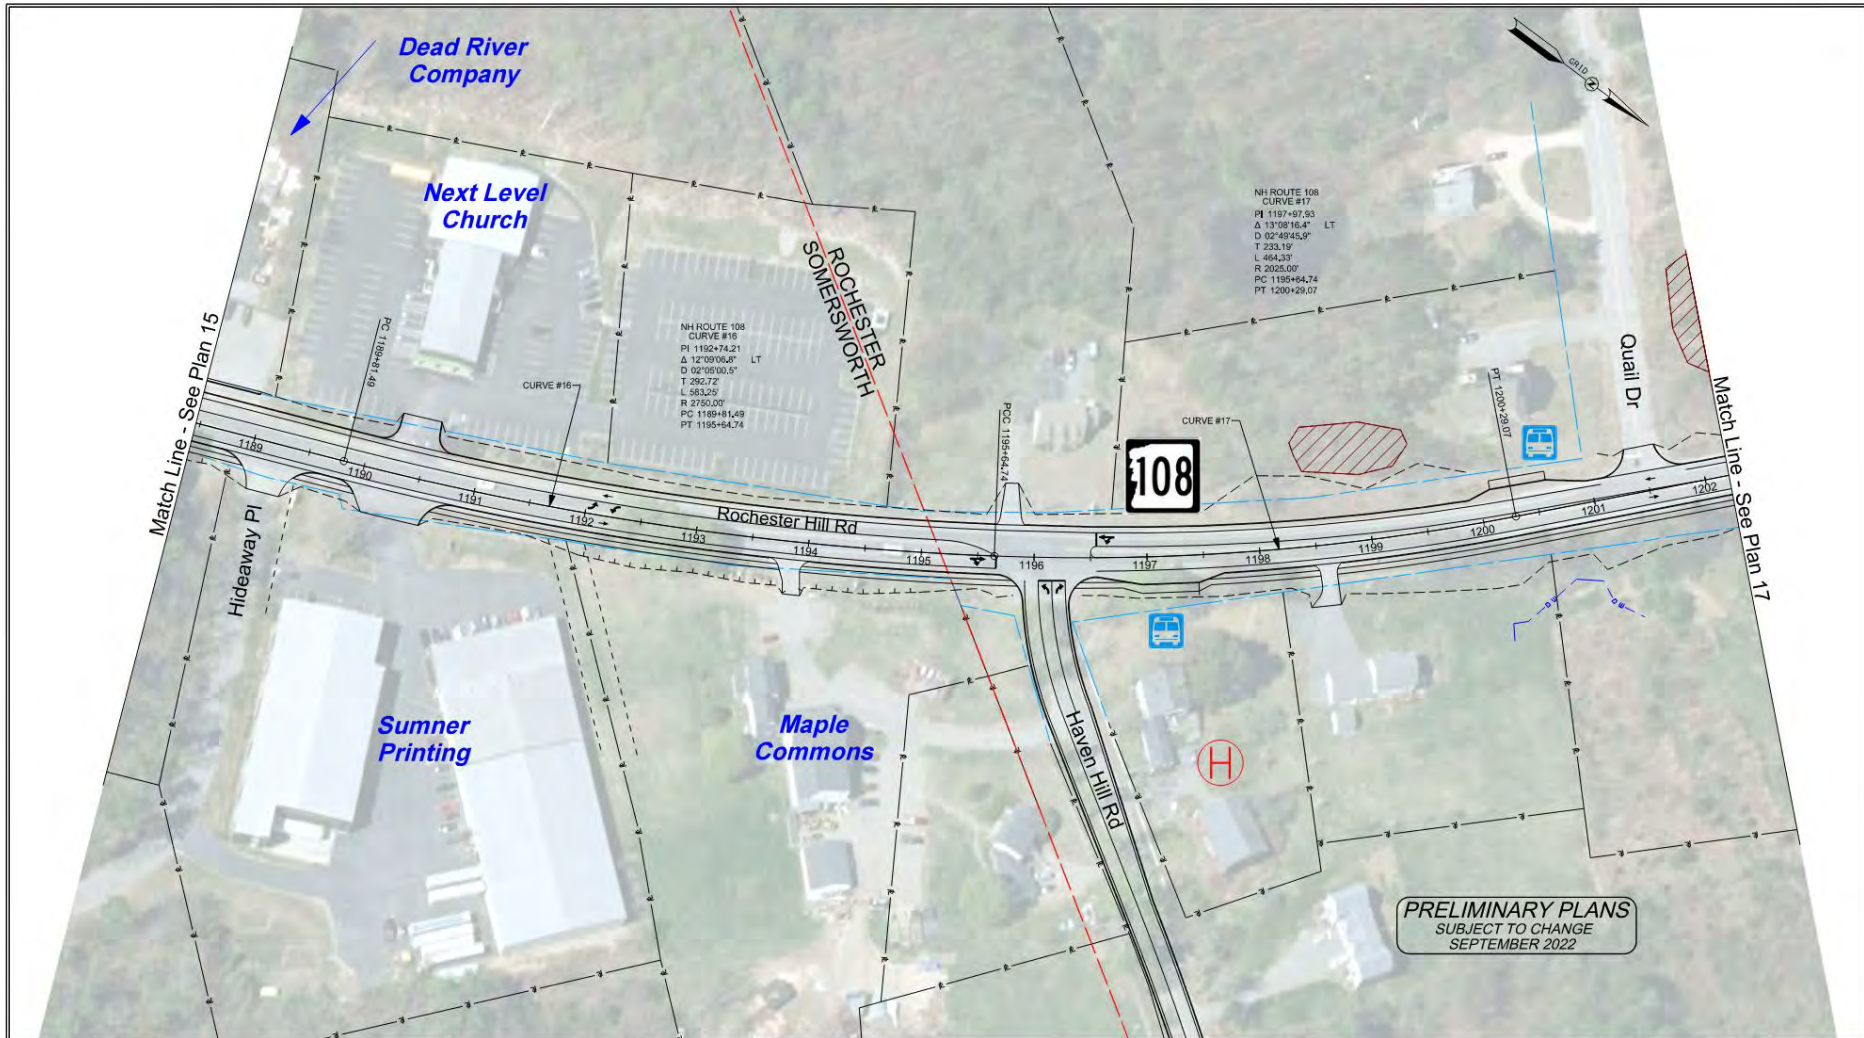 Dead River
Company
GRID
N
Next Level
Church
ROCHESTER
SOMERSWORTH
NH ROUTE 108
CURVE #17
PI 1197+97.93
Δ 13°08'16.4" LT
D 02°49'45.9"
T 233.19'
L 464.33'
R 2025.00'
PC 1195+64.74
PT 1200+29.07
NH ROUTE 108
CURVE #16
PI 1192+74.21
Δ 12°09'06.8" LT
D 02°05'00.5"
T 292.72'
L 583.25'
R 2750.00'
PC 1189+81.49
PT 1195+64.74
Match Line - See Plan 15
PC 1189+81.49
CURVE #16
PCC 1195+64.74
108
CURVE #17
PT 1200+29.07
Quail Dr
Match Line - See Plan 17
1189
1190
1191
1192
1193
1194
1195
1196
1197
1198
1199
1200
1201
1202
Rochester Hill Rd
Hideaway Pl
Haven Hill Rd
Sumner
Printing
Maple
Commons
H
PRELIMINARY PLANS
SUBJECT TO CHANGE
SEPTEMBER 2022